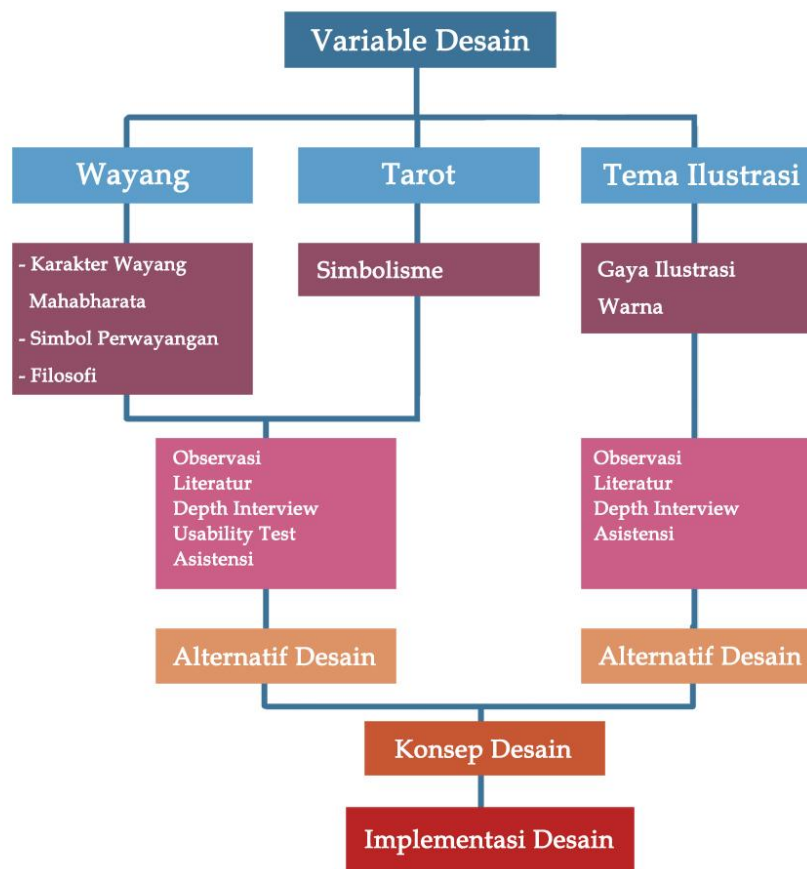 Variable Desain
Wayang
Tarot
Tema Ilustrasi
- Karakter Wayang
Mahabharata
- Simbol Perwayangan
- Filosofi
Simbolisme
Gaya Ilustrasi
Warna
Observasi
Literatur
Depth Interview
Usability Test
Asistensi
Observasi
Literatur
Depth Interview
Asistensi
Alternatif Desain
Alternatif Desain
Konsep Desain
Implementasi Desain